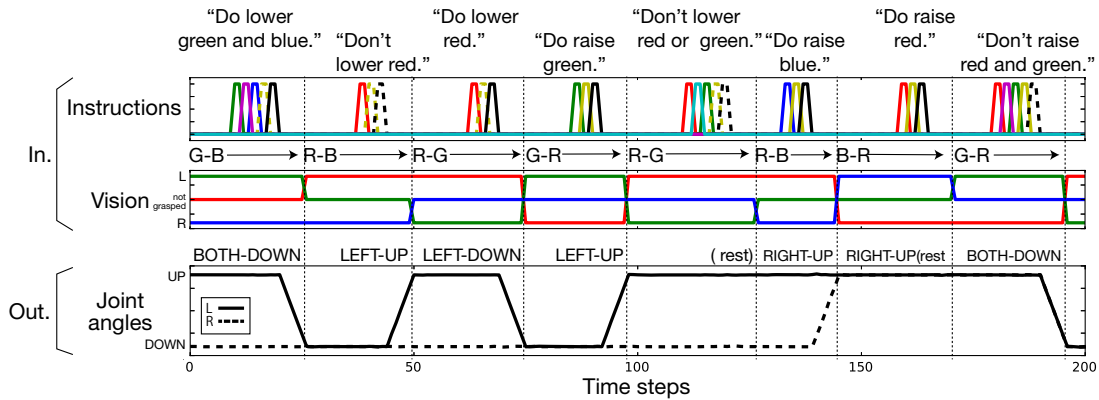 “Do lower
green and blue.”
“Don't
lower red.”
“Do lower
red.”
“Do raise
green.”
“Don't lower
red or green.”
“Do raise
blue.”
“Do raise
red.”
“Don't raise
red and green.”
In.
Instructions
G-B R-B R-G G-R R-G R-B B-R G-R
Vision
L
not
grasped
R
BOTH-DOWN LEFT-UP LEFT-DOWN LEFT-UP ( rest) RIGHT-UP RIGHT-UP(rest BOTH-DOWN
Out.
Joint
angles
UP
DOWN
L
R
0 50 100 150 200
Time steps